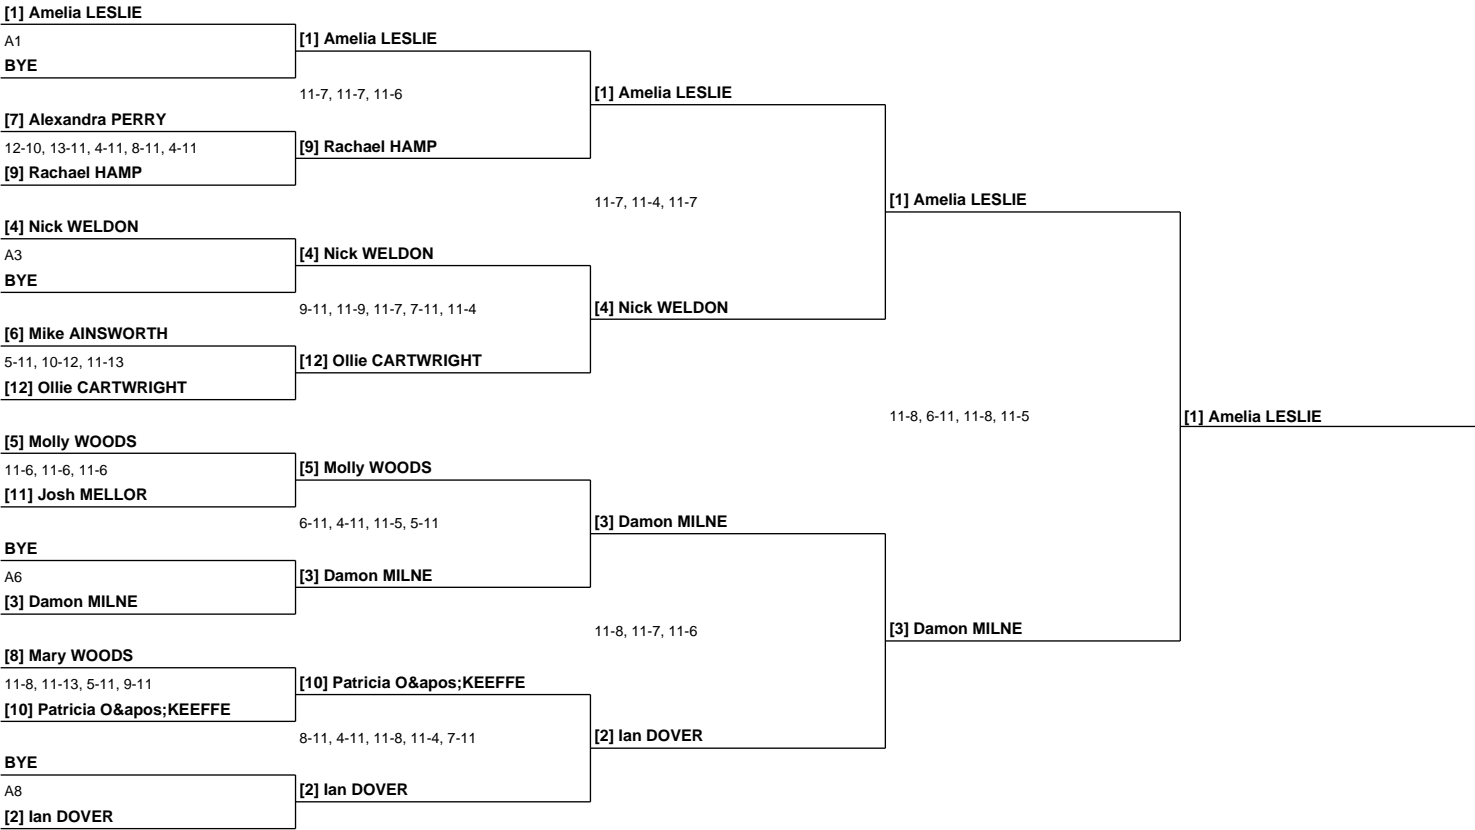 [1] Amelia LESLIE
A1
BYE
[7] Alexandra PERRY
12-10, 13-11, 4-11, 8-11, 4-11
[9] Rachael HAMP
[4] Nick WELDON
A3
BYE
[6] Mike AINSWORTH
5-11, 10-12, 11-13
[12] Ollie CARTWRIGHT
[5] Molly WOODS
11-6, 11-6, 11-6
[11] Josh MELLOR
BYE
A6
[3] Damon MILNE
[8] Mary WOODS
11-8, 11-13, 5-11, 9-11
[10] Patricia O&apos;KEEFFE
BYE
A8
[2] Ian DOVER
[1] Amelia LESLIE
11-7, 11-7, 11-6
[9] Rachael HAMP
[4] Nick WELDON
9-11, 11-9, 11-7, 7-11, 11-4
[12] Ollie CARTWRIGHT
[5] Molly WOODS
6-11, 4-11, 11-5, 5-11
[3] Damon MILNE
[10] Patricia O&apos;KEEFFE
8-11, 4-11, 11-8, 11-4, 7-11
[2] Ian DOVER
[1] Amelia LESLIE
11-7, 11-4, 11-7
[4] Nick WELDON
[3] Damon MILNE
11-8, 11-7, 11-6
[2] Ian DOVER
[1] Amelia LESLIE
11-8, 6-11, 11-8, 11-5
[3] Damon MILNE
[1] Amelia LESLIE